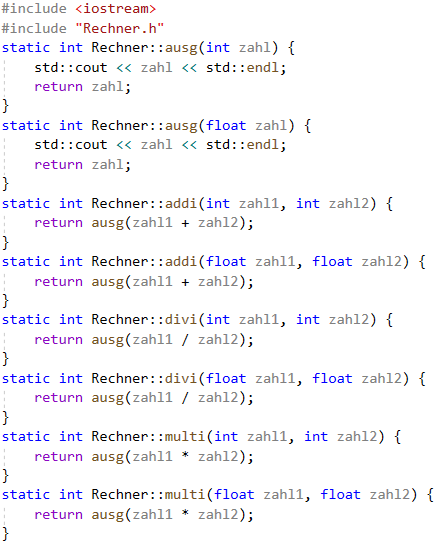 #include <iostream>
#include "Rechner.h"
static int Rechner::ausg(int zahl) {
    std::cout << zahl << std::endl;
    return zahl;
}
static int Rechner::ausg(float zahl) {
    std::cout << zahl << std::endl;
    return zahl;
}
static int Rechner::addi(int zahl1, int zahl2) {
    return ausg(zahl1 + zahl2);
}
static int Rechner::addi(float zahl1, float zahl2) {
    return ausg(zahl1 + zahl2);
}
static int Rechner::divi(int zahl1, int zahl2) {
    return ausg(zahl1 / zahl2);
}
static int Rechner::divi(float zahl1, float zahl2) {
    return ausg(zahl1 / zahl2);
}
static int Rechner::multi(int zahl1, int zahl2) {
    return ausg(zahl1 * zahl2);
}
static int Rechner::multi(float zahl1, float zahl2) {
    return ausg(zahl1 * zahl2);
}